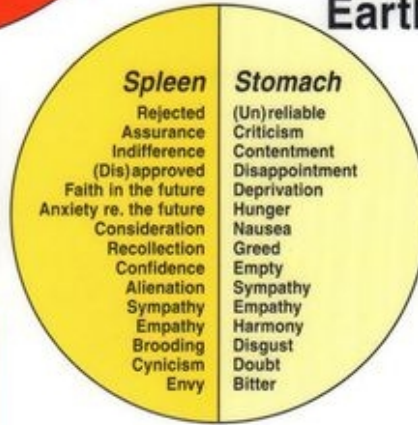 Earth
Spleen
Rejected
Assurance
Indifference
(Dis)approved
Faith in the future
Anxiety re. the future
Consideration
Recollection
Confidence
Alienation
Sympathy
Empathy
Brooding
Cynicism
Envy
Stomach
(Un)reliable
Criticism
Contentment
Disappointment
Deprivation
Hunger
Nausea
Greed
Empty
Sympathy
Empathy
Harmony
Disgust
Doubt
Bitter